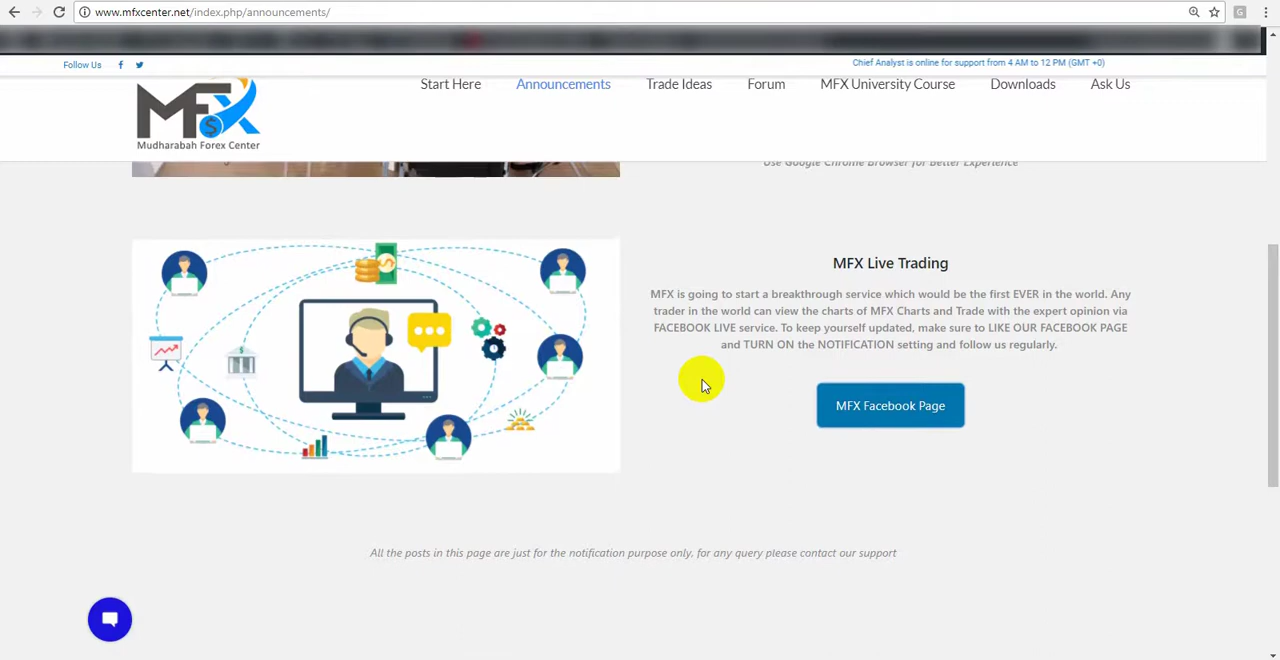 www.mfxcenter.net/index.php/announcements/
Follow Us
Chief Analyst is online for support from 4 AM to 12 PM (GMT +0)
MFX
$
Mudharabah Forex Center
Start Here
Announcements
Trade Ideas
Forum
MFX University Course
Downloads
Ask Us
Use Google Chrome Browser for Better Experience
MFX Live Trading
MFX is going to start a breakthrough service which would be the first EVER in the world. Any
trader in the world can view the charts of MFX Charts and Trade with the expert opinion via
FACEBOOK LIVE service. To keep yourself updated, make sure to LIKE OUR FACEBOOK PAGE
and TURN ON the NOTIFICATION setting and follow us regularly.
MFX Facebook Page
All the posts in this page are just for the notification purpose only, for any query please contact our support